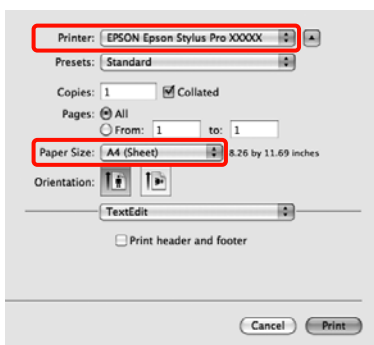 Printer: EPSON Epson Stylus Pro XXXXX
Presets: Standard
Copies: 1 Collated
Pages: All
From: 1 to: 1
Paper Size: A4 (Sheet) 8.26 by 11.69 inches
Orientation:
TextEdit
Print header and footer
Cancel Print